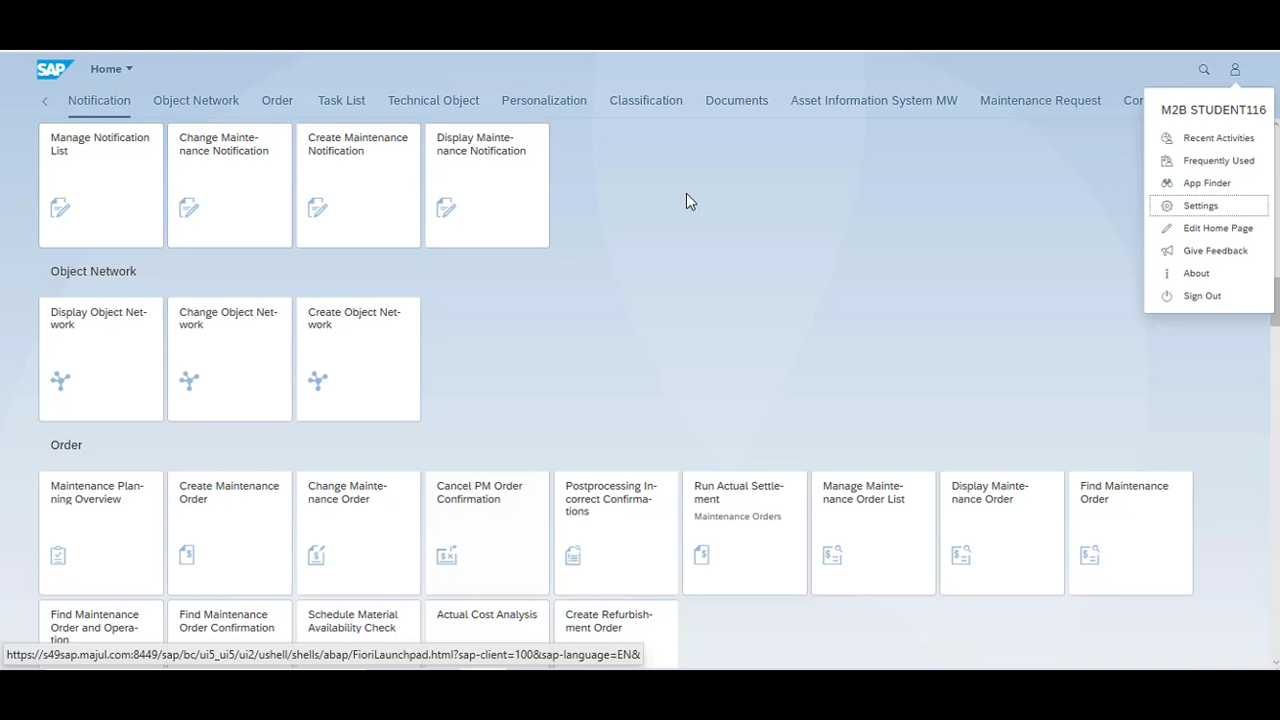 SAP
Home
Notification Object Network Order Task List Technical Object Personalization Classification Documents Asset Information System MW Maintenance Request Cor
M2B STUDENT116
Recent Activities
Frequently Used
App Finder
Settings
Edit Home Page
Give Feedback
About
Sign Out
Manage Notification
List
Change Mainte-
nance Notification
Create Maintenance
Notification
Display Mainte-
nance Notification
Object Network
Display Object Net-
work
Change Object Net-
work
Create Object Net-
work
Order
Maintenance Plan-
ning Overview
Create Maintenance
Order
Change Mainte-
nance Order
Cancel PM Order
Confirmation
Postprocessing In-
correct Confirma-
tions
Run Actual Settle-
ment
Maintenance Orders
Manage Mainte-
nance Order List
Display Mainte-
nance Order
Find Maintenance
Order
Find Maintenance
Order and Opera-
tion
Find Maintenance
Order Confirmation
Schedule Material
Availability Check
Actual Cost Analysis
Create Refurbish-
ment Order
https://s49sap.majul.com:8449/sap/bc/ui5_ui5/ui2/ushell/shells/abap/FioriLaunchpad.html?sap-client=100&sap-language=EN&